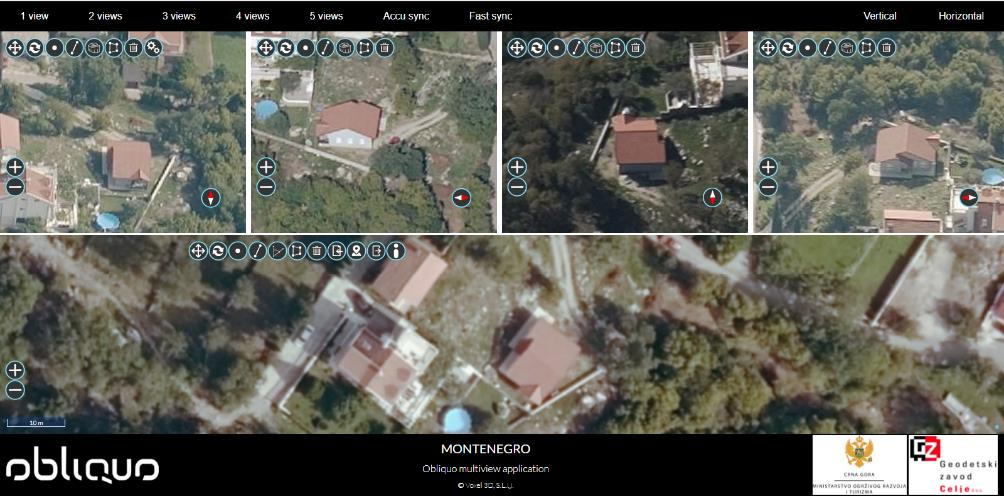 1 view 2 views 3 views 4 views 5 views Accu sync Fast sync Vertical Horizontal
10 m
obliquo
MONTENEGRO
Obliquo multiview application
© Voxel 3D, S.L.U.
CRNA GORA
MINISTARSTVO ODRŽIVOG RAZVOJA
I TURIZMA
GZ
Geodetski
zavod
Celje d.o.o.